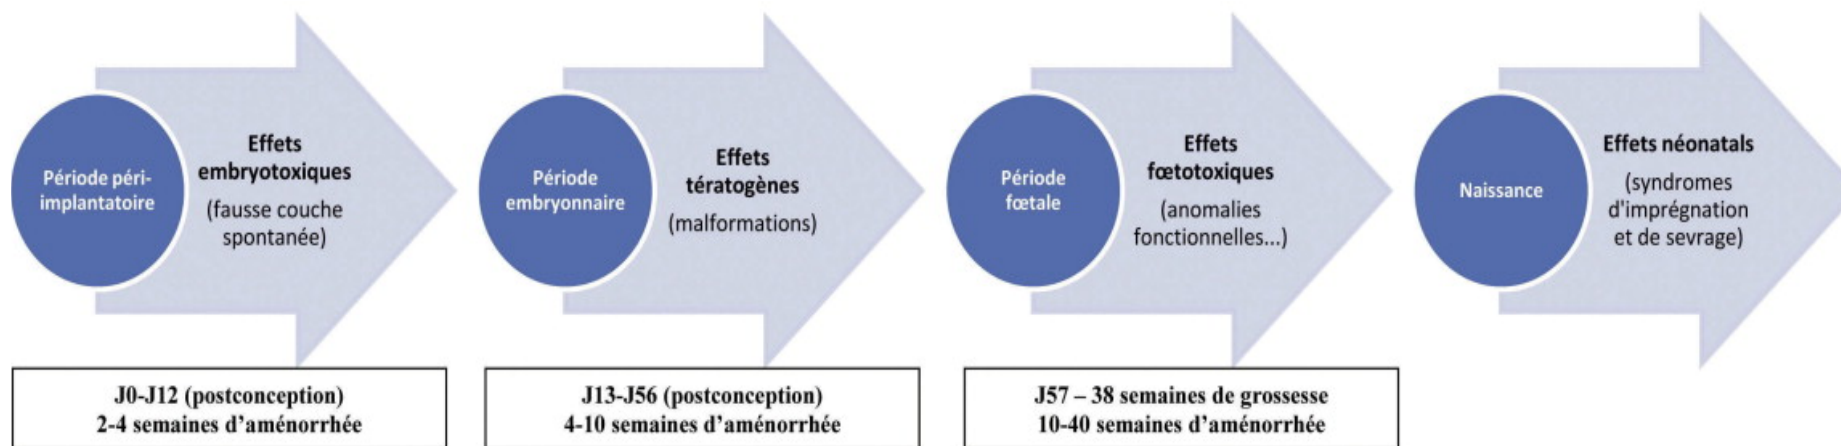 Période péri-
implantatoire
Effets
embryotoxiques
(fausse couche
spontanée)
J0-J12 (postconception)
2-4 semaines d’aménorrhée
Période
embryonnaire
Effets
tératogènes
(malformations)
J13-J56 (postconception)
4-10 semaines d’aménorrhée
Période
fœtale
Effets
fœtotoxiques
(anomalies
fonctionnelles...)
J57 – 38 semaines de grossesse
10-40 semaines d’aménorrhée
Naissance
Effets néonatals
(syndromes
d'imprégnation
et de sevrage)